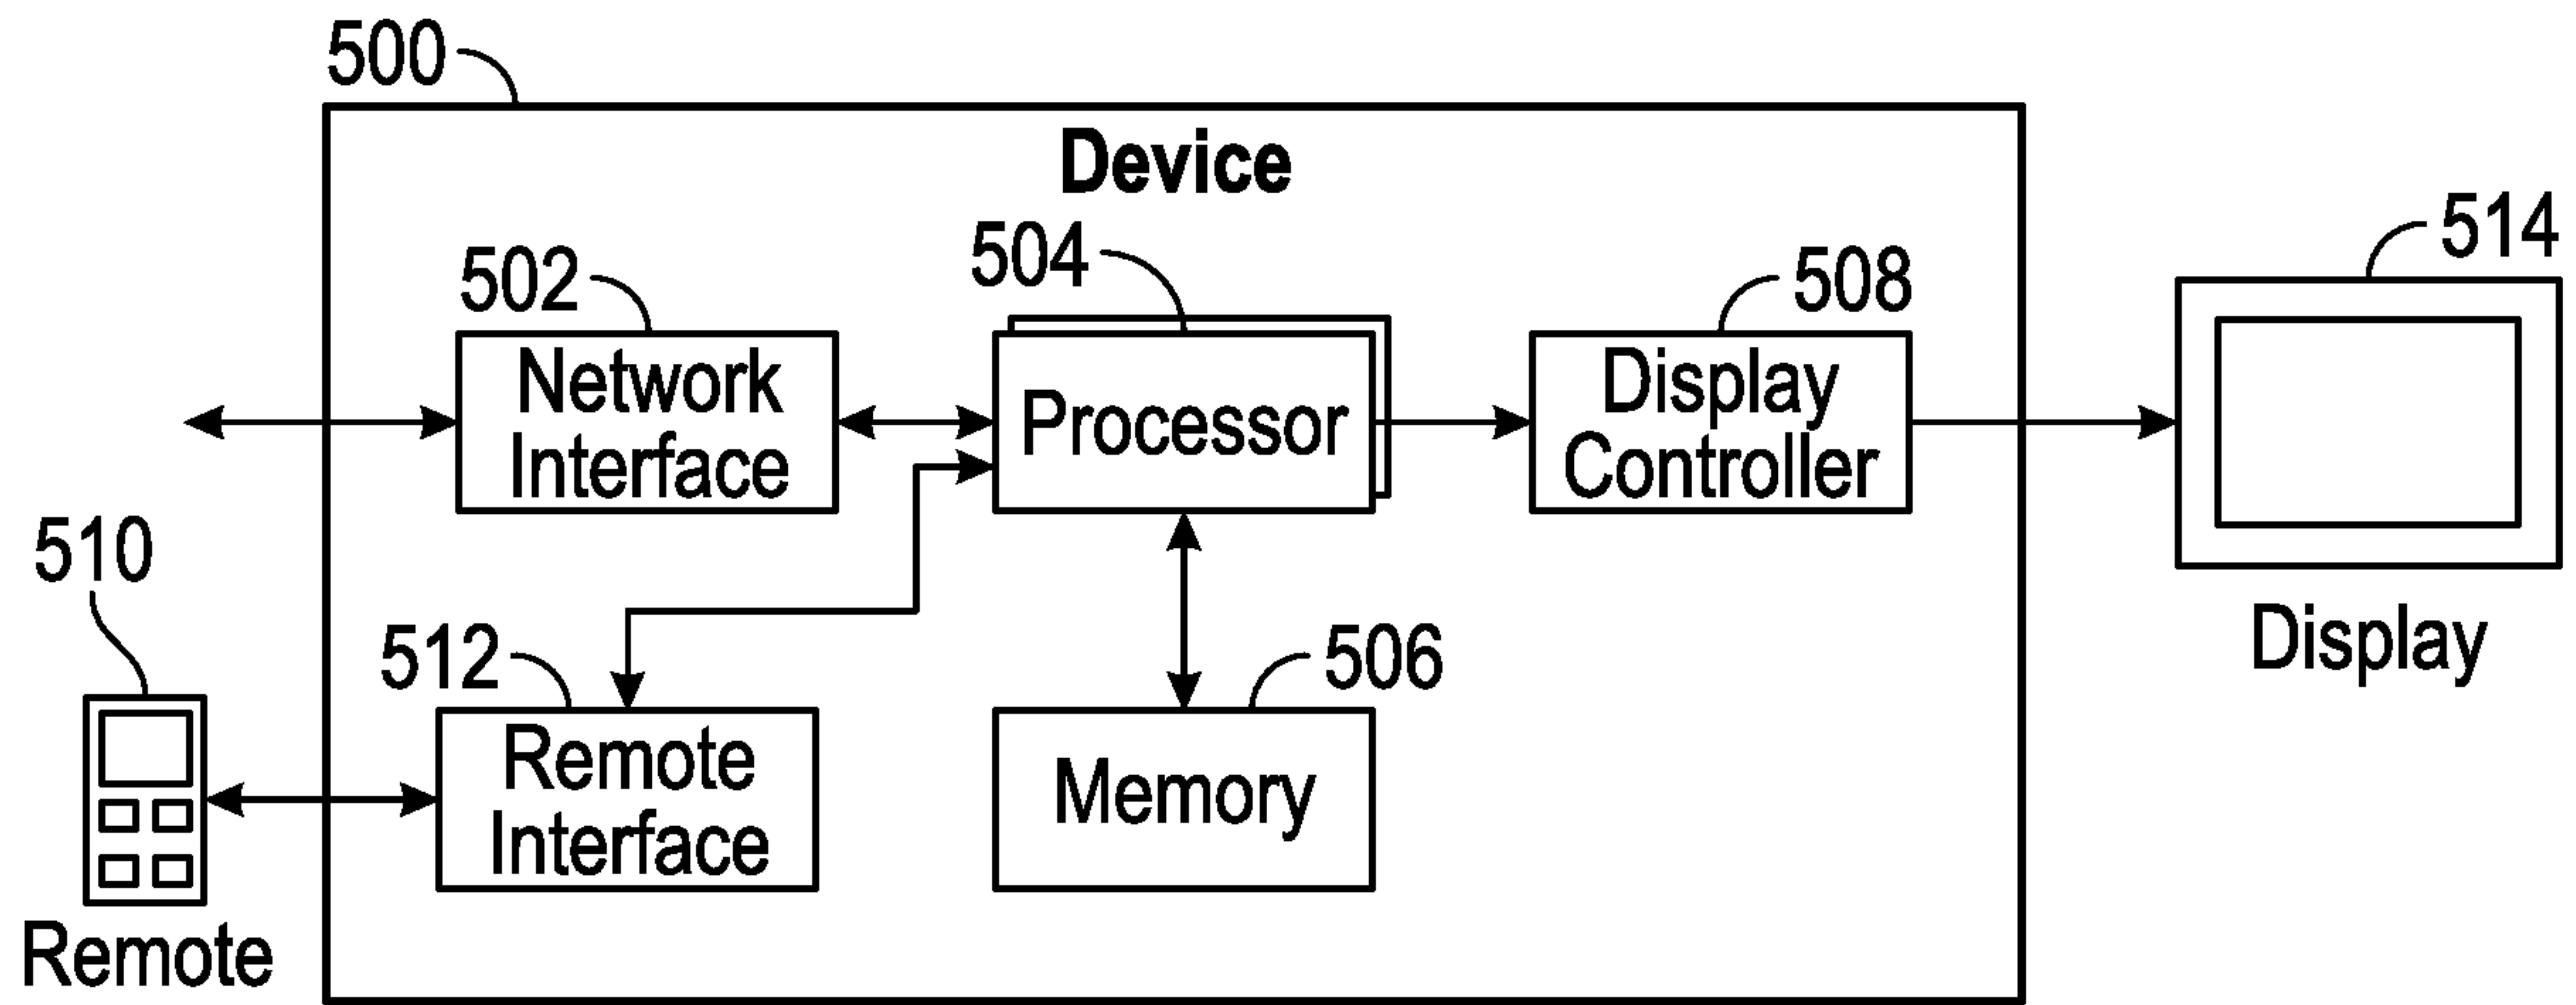 500
Device
504
514
502
508
Network
Interface
Processor
Display
Controller
510
512
506
Display
Remote
Interface
Memory
Remote